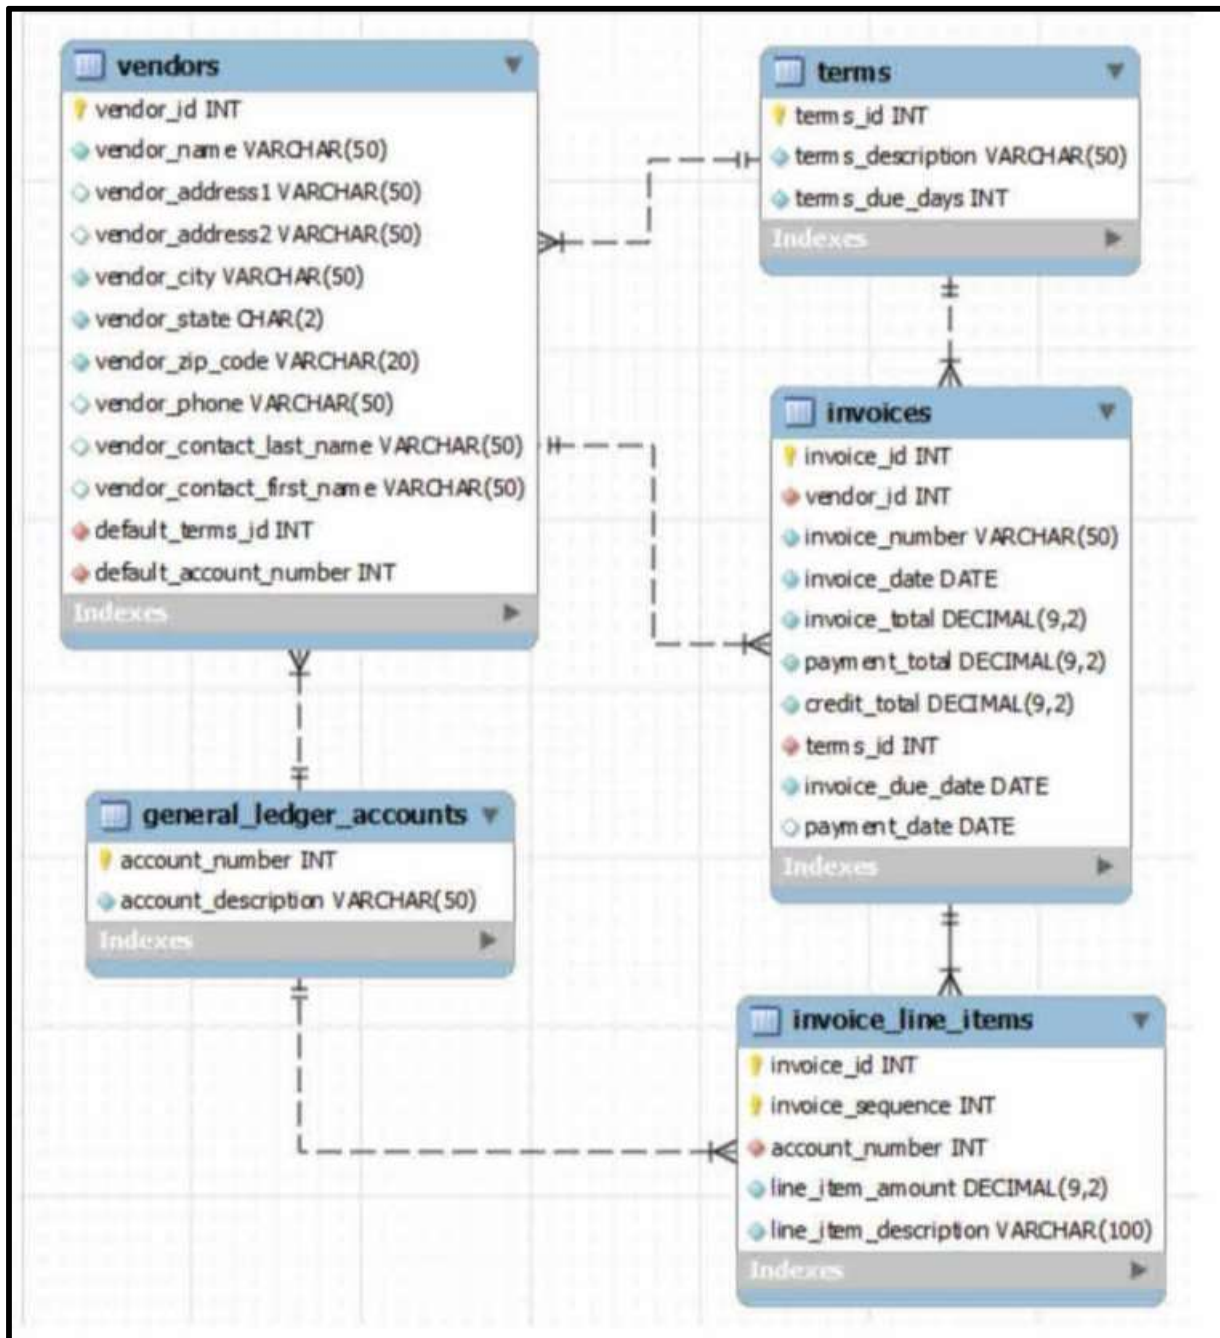 vendors
vendor_id INT
vendor_name VARCHAR(50)
vendor_address1 VARCHAR(50)
vendor_address2 VARCHAR(50)
vendor_city VARCHAR(50)
vendor_state CHAR(2)
vendor_zip_code VARCHAR(20)
vendor_phone VARCHAR(50)
vendor_contact_last_name VARCHAR(50)
vendor_contact_first_name VARCHAR(50)
default_terms_id INT
default_account_number INT
Indexes
terms
terms_id INT
terms_description VARCHAR(50)
terms_due_days INT
Indexes
invoices
invoice_id INT
vendor_id INT
invoice_number VARCHAR(50)
invoice_date DATE
invoice_total DECIMAL(9,2)
payment_total DECIMAL(9,2)
credit_total DECIMAL(9,2)
terms_id INT
invoice_due_date DATE
payment_date DATE
Indexes
general_ledger_accounts
account_number INT
account_description VARCHAR(50)
Indexes
invoice_line_items
invoice_id INT
invoice_sequence INT
account_number INT
line_item_amount DECIMAL(9,2)
line_item_description VARCHAR(100)
Indexes